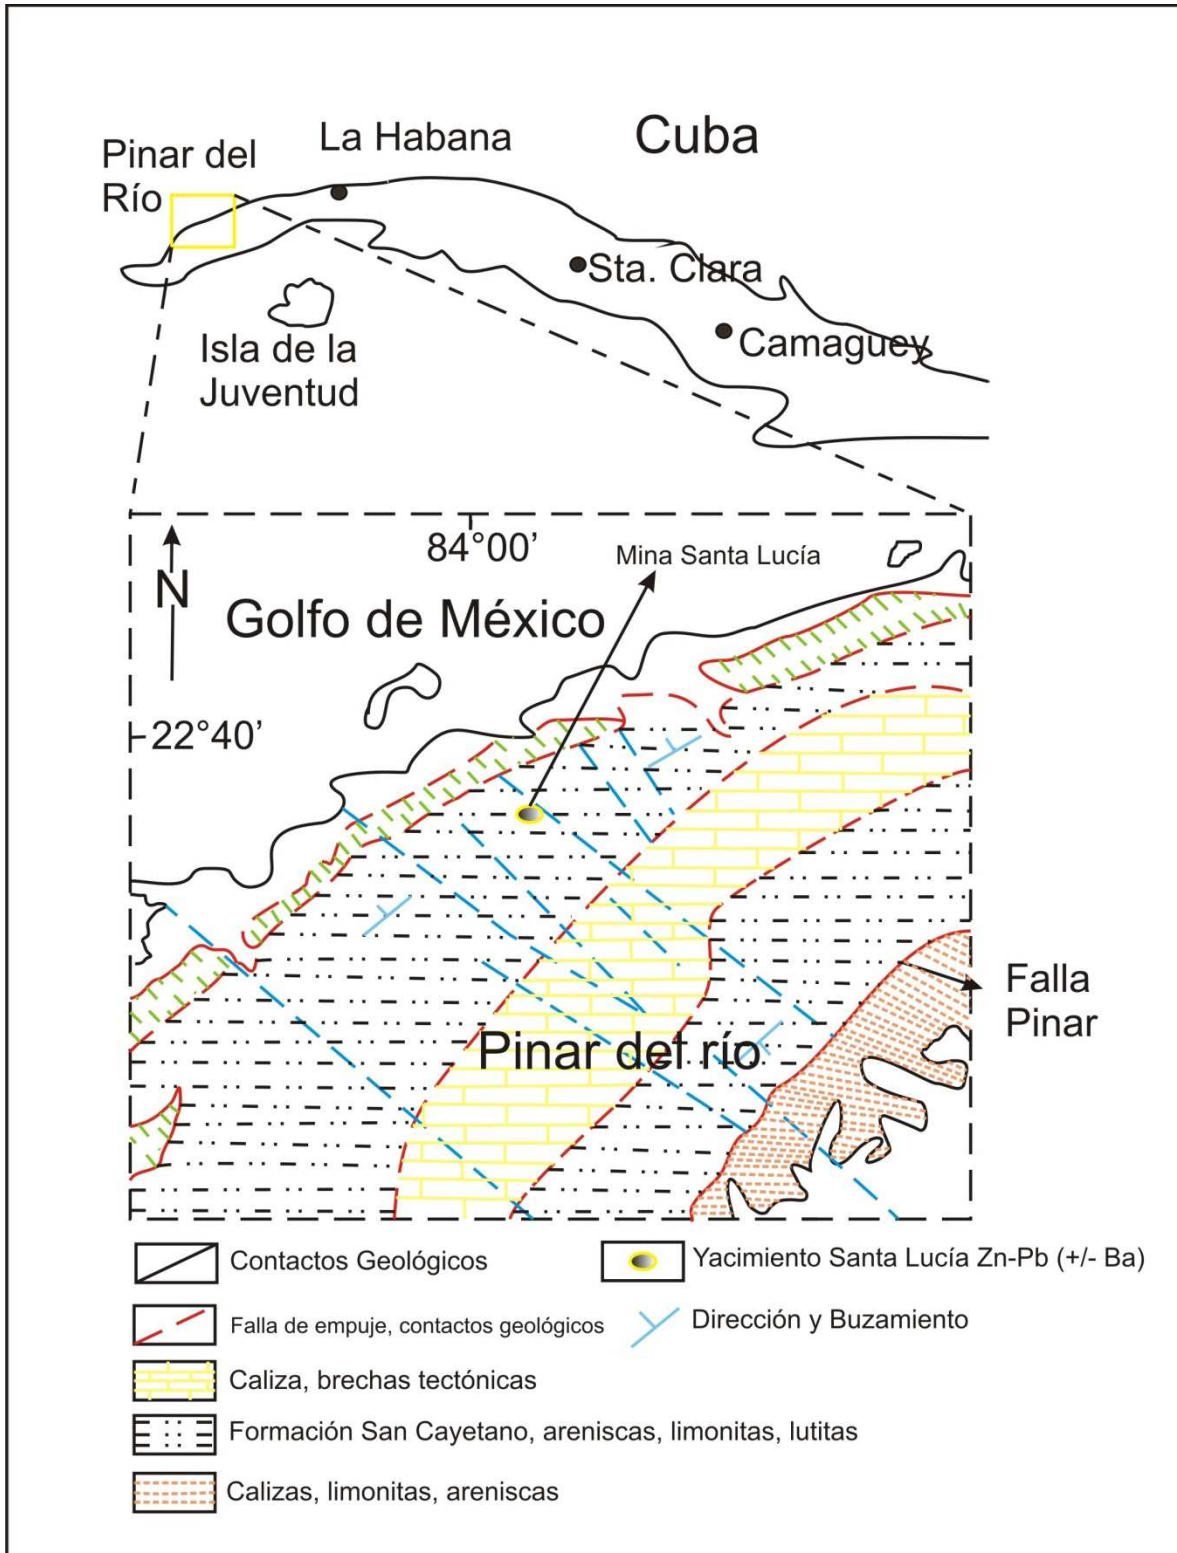 Cuba
La Habana
Pinar del
Río
Sta. Clara
Camaguey
Isla de la
Juventud
84°00’
Mina Santa Lucía
N
Golfo de México
22°40’
Falla
Pinar
Pinar del río
Contactos Geológicos
Yacimiento Santa Lucía Zn-Pb (+/- Ba)
Falla de empuje, contactos geológicos
Dirección y Buzamiento
Caliza, brechas tectónicas
Formación San Cayetano, areniscas, limonitas, lutitas
Calizas, limonitas, areniscas